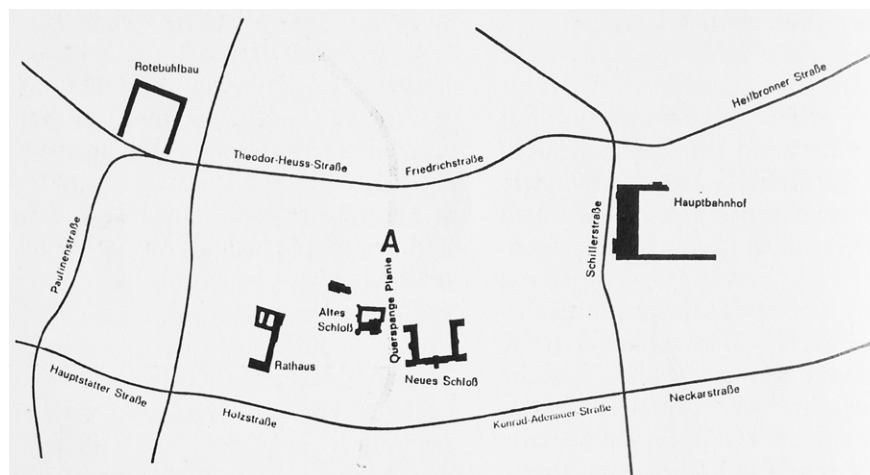 Rotebuhlbau
Heilbronner Straße
Theodor-Heuss-Straße
Friedrichstraße
Hauptbahnhof
Paulinenstraße
A
Schillerstraße
Querspange Planie
Altes
Schloß
Rathaus
Neues Schloß
Hauptstatter Straße
Holzstraße
Konrad-Adenauer-Straße
Neckarstraße